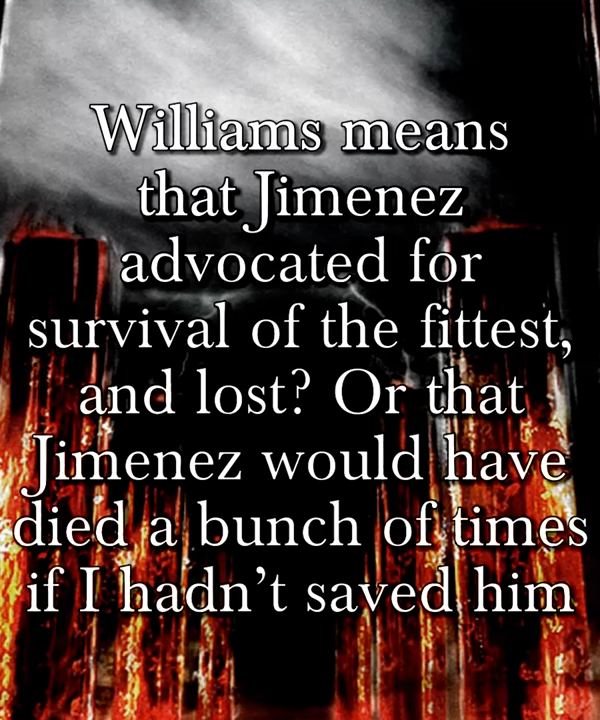 Williams means
that Jimenez
advocated for
survival of the fittest,
and lost? Or that
Jimenez would have
died a bunch of times
if I hadn’t saved him